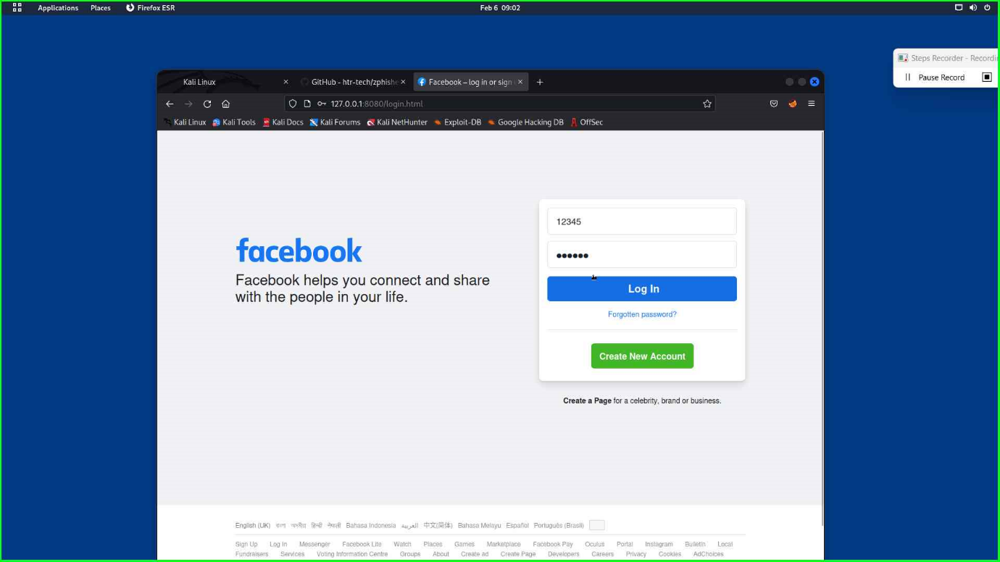 Applications Places Firefox ESR Feb 6 09:02
Steps Recorder - Recordin
Pause Record
Kali Linux GitHub - htr-tech/zphishe Facebook – log in or sign
127.0.0.1:8080/login.html
Kali Linux Kali Tools Kali Docs Kali Forums Kali NetHunter Exploit-DB Google Hacking DB OffSec
facebook
Facebook helps you connect and share
with the people in your life.
12345
••••••
Log In
Forgotten password?
Create New Account
Create a Page for a celebrity, brand or business.
English (UK) বাংলা অসমীয়া हिन्दी नेपाली Bahasa Indonesia العربية 中文(简体) Bahasa Melayu Español Português (Brasil)
Sign Up Log In Messenger Facebook Lite Watch Places Games Marketplace Facebook Pay Oculus Portal Instagram Bulletin Local
Fundraisers Services Voting Information Centre Groups About Create ad Create Page Developers Careers Privacy Cookies AdChoices